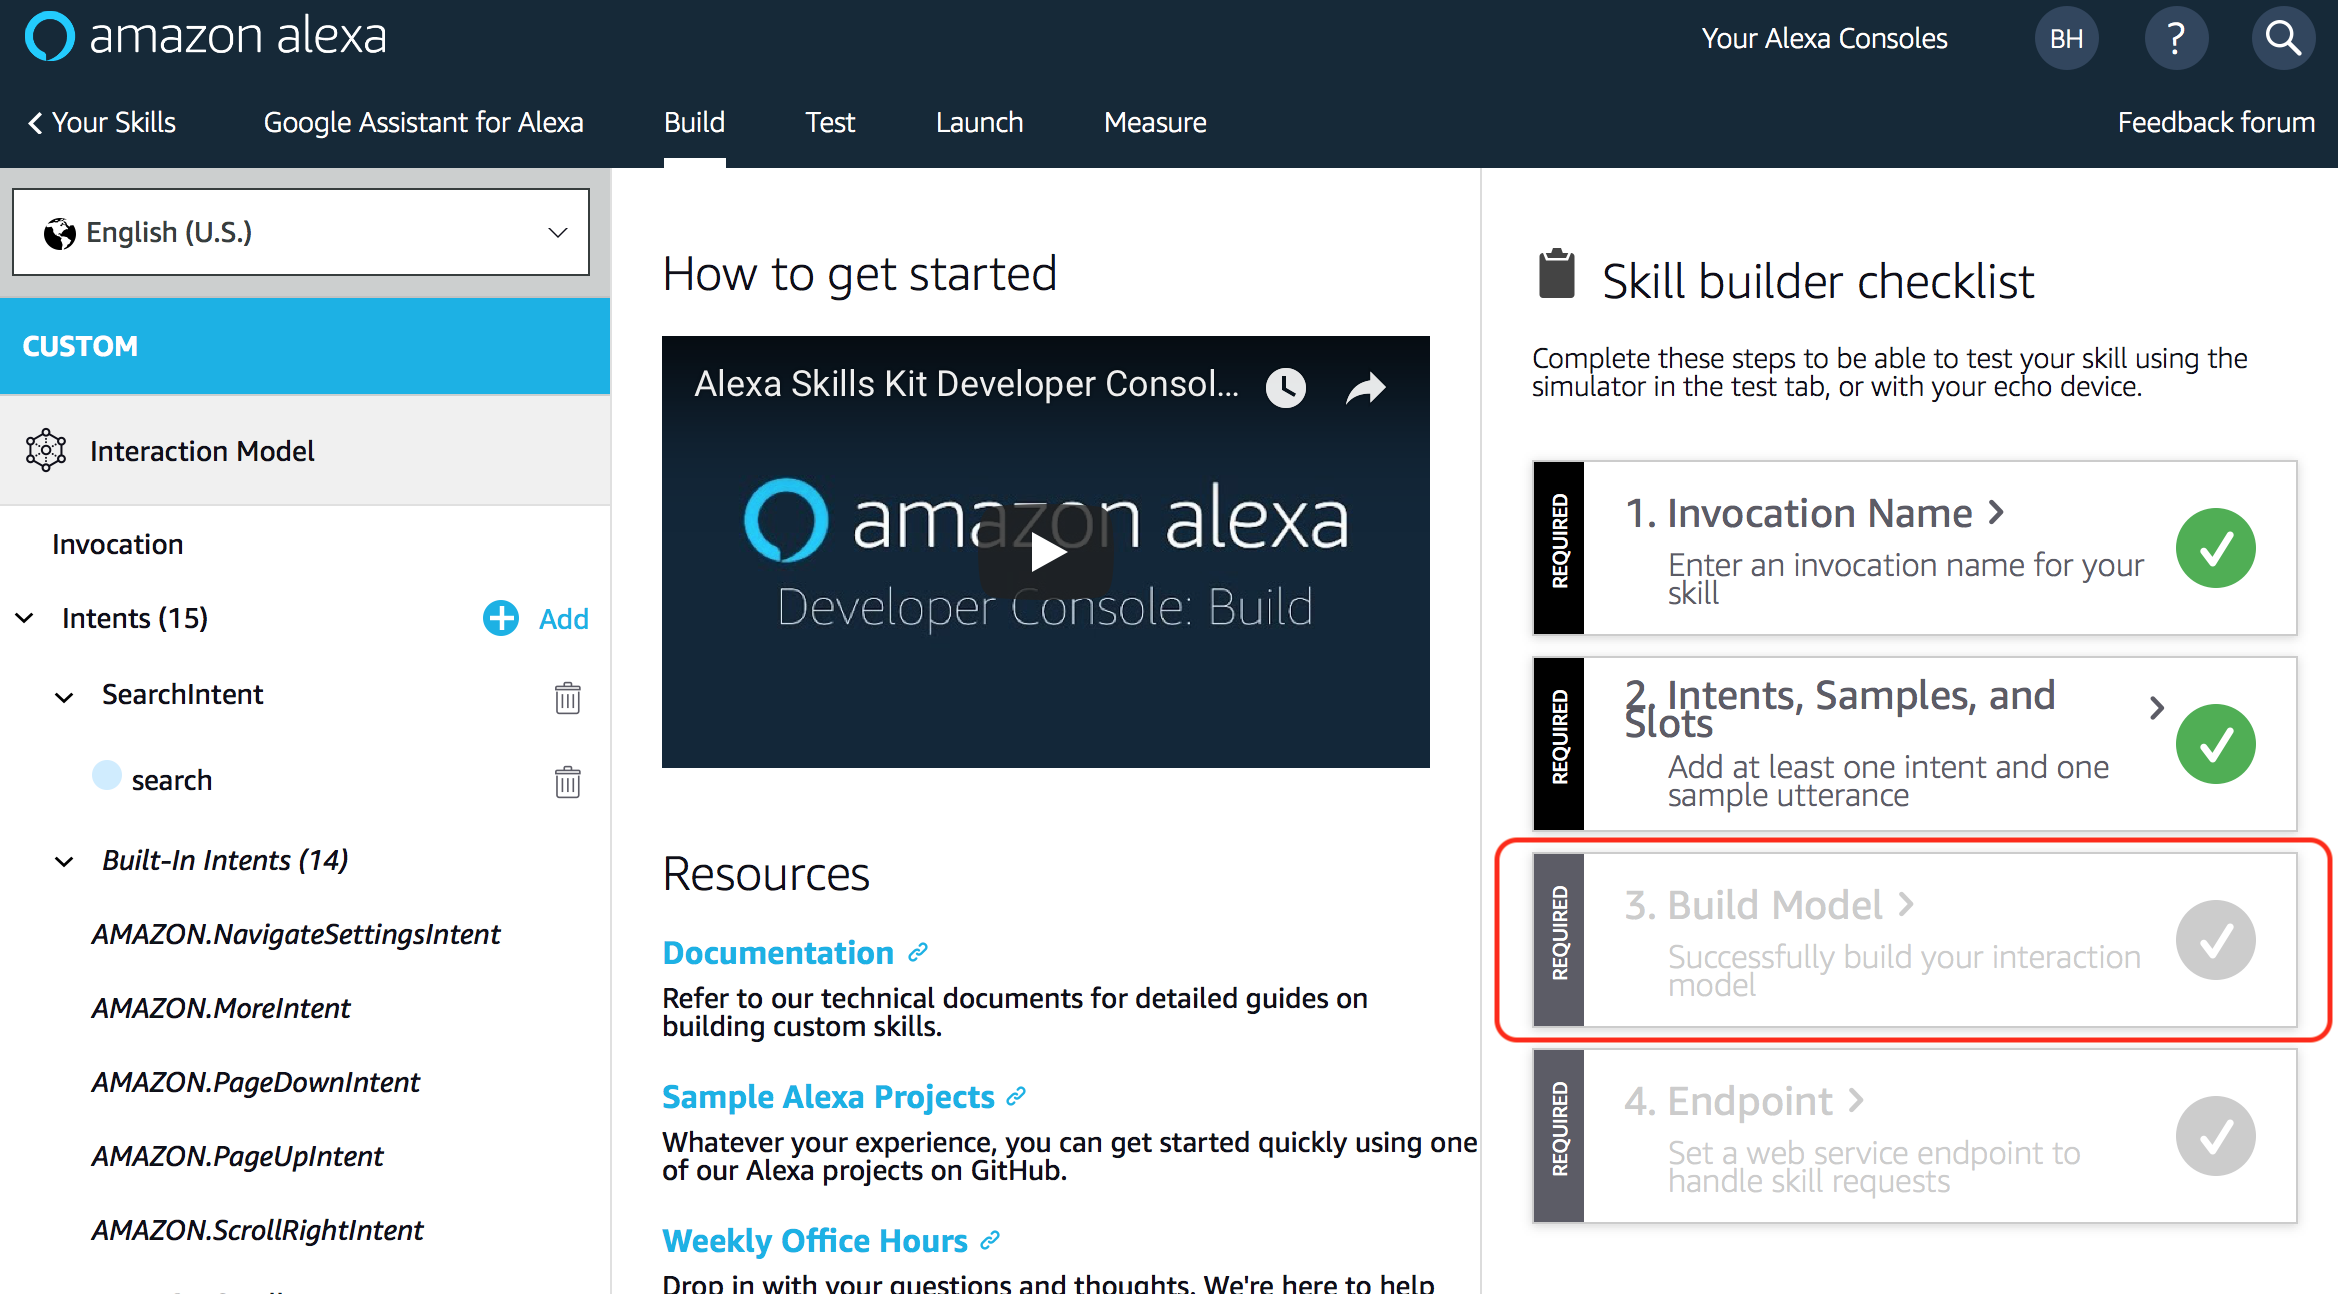 amazon alexa
Your Alexa Consoles
BH
?
Your Skills
Google Assistant for Alexa
Build
Test
Launch
Measure
Feedback forum
English (U.S.)
CUSTOM
Interaction Model
Invocation
Intents (15)
Add
SearchIntent
search
Built-In Intents (14)
AMAZON.NavigateSettingsIntent
AMAZON.MoreIntent
AMAZON.PageDownIntent
AMAZON.PageUpIntent
AMAZON.ScrollRightIntent
How to get started
Alexa Skills Kit Developer Consol...
amazon alexa
Developer Console: Build
Resources
Documentation
Refer to our technical documents for detailed guides on
building custom skills.
Sample Alexa Projects
Whatever your experience, you can get started quickly using one
of our Alexa projects on GitHub.
Weekly Office Hours
Drop in with your questions and thoughts. We're here to help
Skill builder checklist
Complete these steps to be able to test your skill using the
simulator in the test tab, or with your echo device.
REQUIRED
1. Invocation Name
Enter an invocation name for your
skill
REQUIRED
2. Intents, Samples, and
Slots
Add at least one intent and one
sample utterance
REQUIRED
3. Build Model
Successfully build your interaction
model
REQUIRED
4. Endpoint
Set a web service endpoint to
handle skill requests